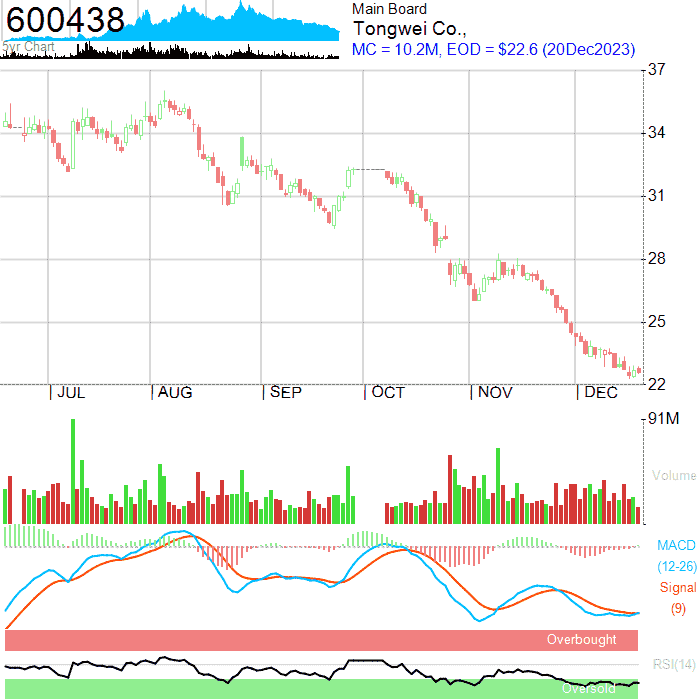 600438
5yr Chart
Main Board
Tongwei Co.,
MC = 10.2M, EOD = $22.6 (20Dec2023)
37
34
31
28
25
22
JUL AUG SEP OCT NOV DEC
91M
Volume
MACD
(12-26)
Signal
(9)
Overbought
RSI(14)
Oversold